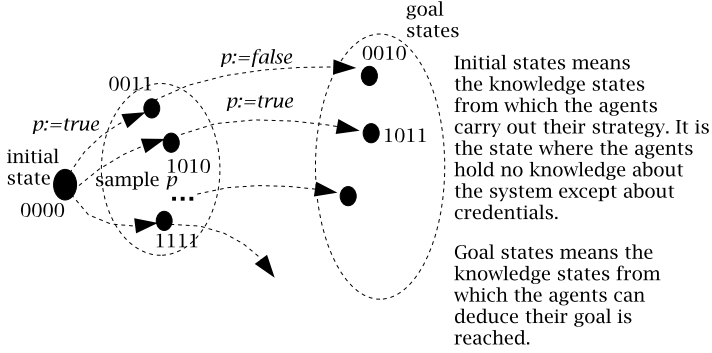 goal
states
p:=false
0010
0011
p:=true
p:=true
1011
initial
state
1010
sample p
0000
...
1111
Initial states means
the knowledge states
from which the agents
carry out their strategy. It is
the state where the agents
hold no knowledge about
the system except about
credentials.
Goal states means the
knowledge states from
which the agents can
deduce their goal is
reached.